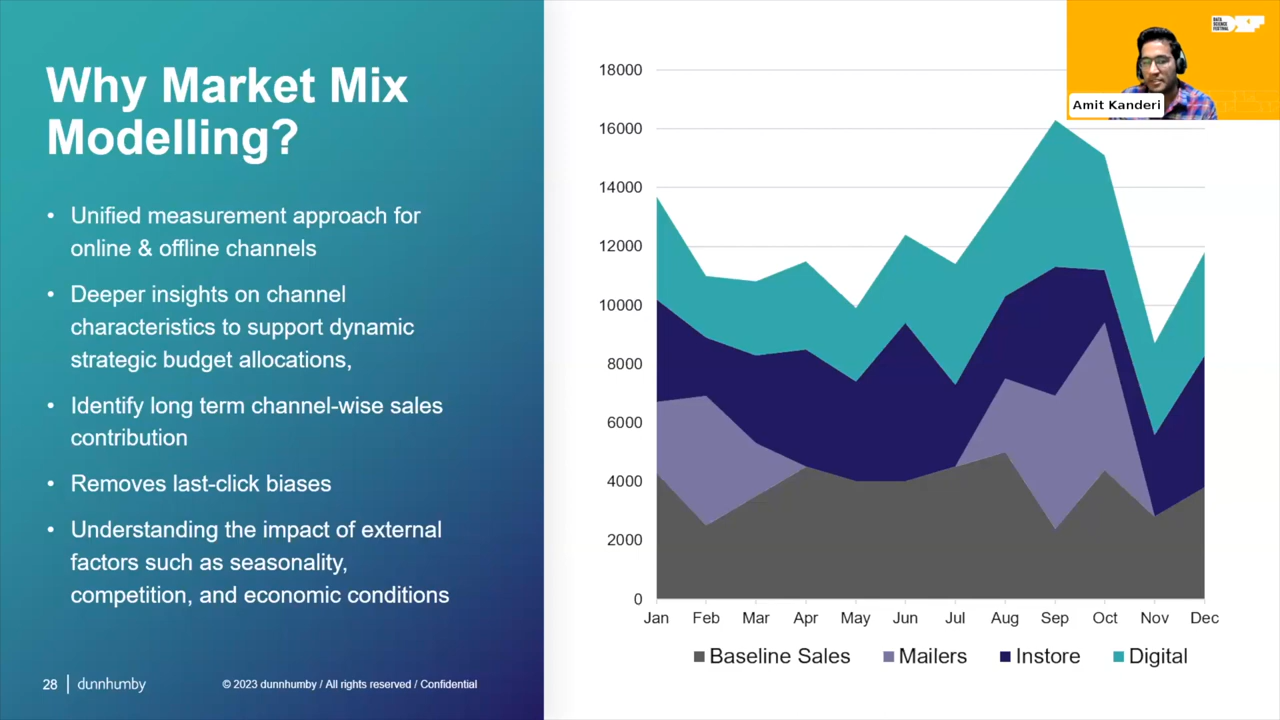 Why Market Mix
Modelling?
• Unified measurement approach for
online & offline channels
• Deeper insights on channel
characteristics to support dynamic
strategic budget allocations,
• Identify long term channel-wise sales
contribution
• Removes last-click biases
• Understanding the impact of external
factors such as seasonality,
competition, and economic conditions
28 | dunnhumby
© 2023 dunnhumby / All rights reserved / Confidential
18000
16000
14000
12000
10000
8000
6000
4000
2000
0
Jan Feb Mar Apr May Jun Jul Aug Sep Oct Nov Dec
Baseline Sales Mailers Instore Digital
DATA
SCIENCE
FESTIVAL
DSF
Amit Kanderi